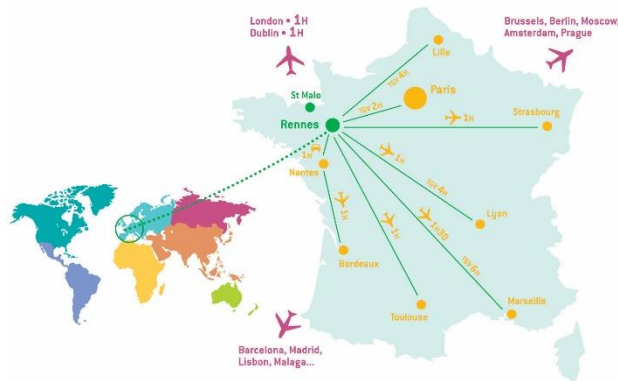 London • 1H
Dublin • 1H
Brussels, Berlin, Moscow,
Amsterdam, Prague
Lille
TGV 4H
Paris
TGV 2H
St Malo
Rennes
1H
Strasbourg
1H
Nantes
1H
TGV 4H
Lyon
1H
Bordeaux
1H
Toulouse
1H30
TGV 6H
Marseille
Barcelona, Madrid,
Lisbon, Malaga...